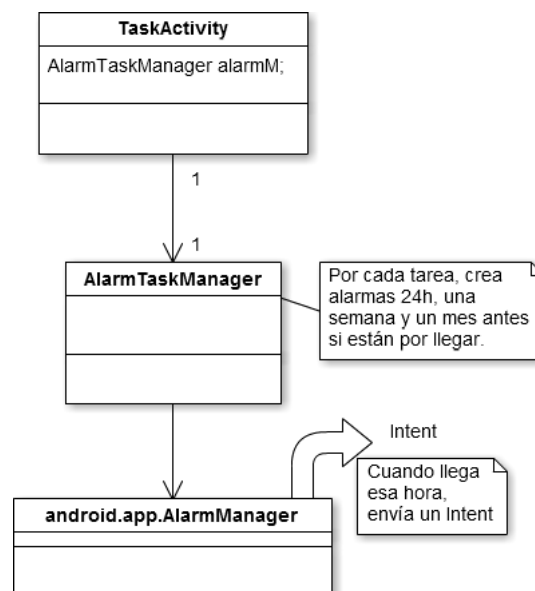 TaskActivity
AlarmTaskManager alarmM;
1
1
AlarmTaskManager
Por cada tarea, crea
alarmas 24h, una
semana y un mes antes
si están por llegar.
Intent
Cuando llega
esa hora,
envía un Intent
android.app.AlarmManager